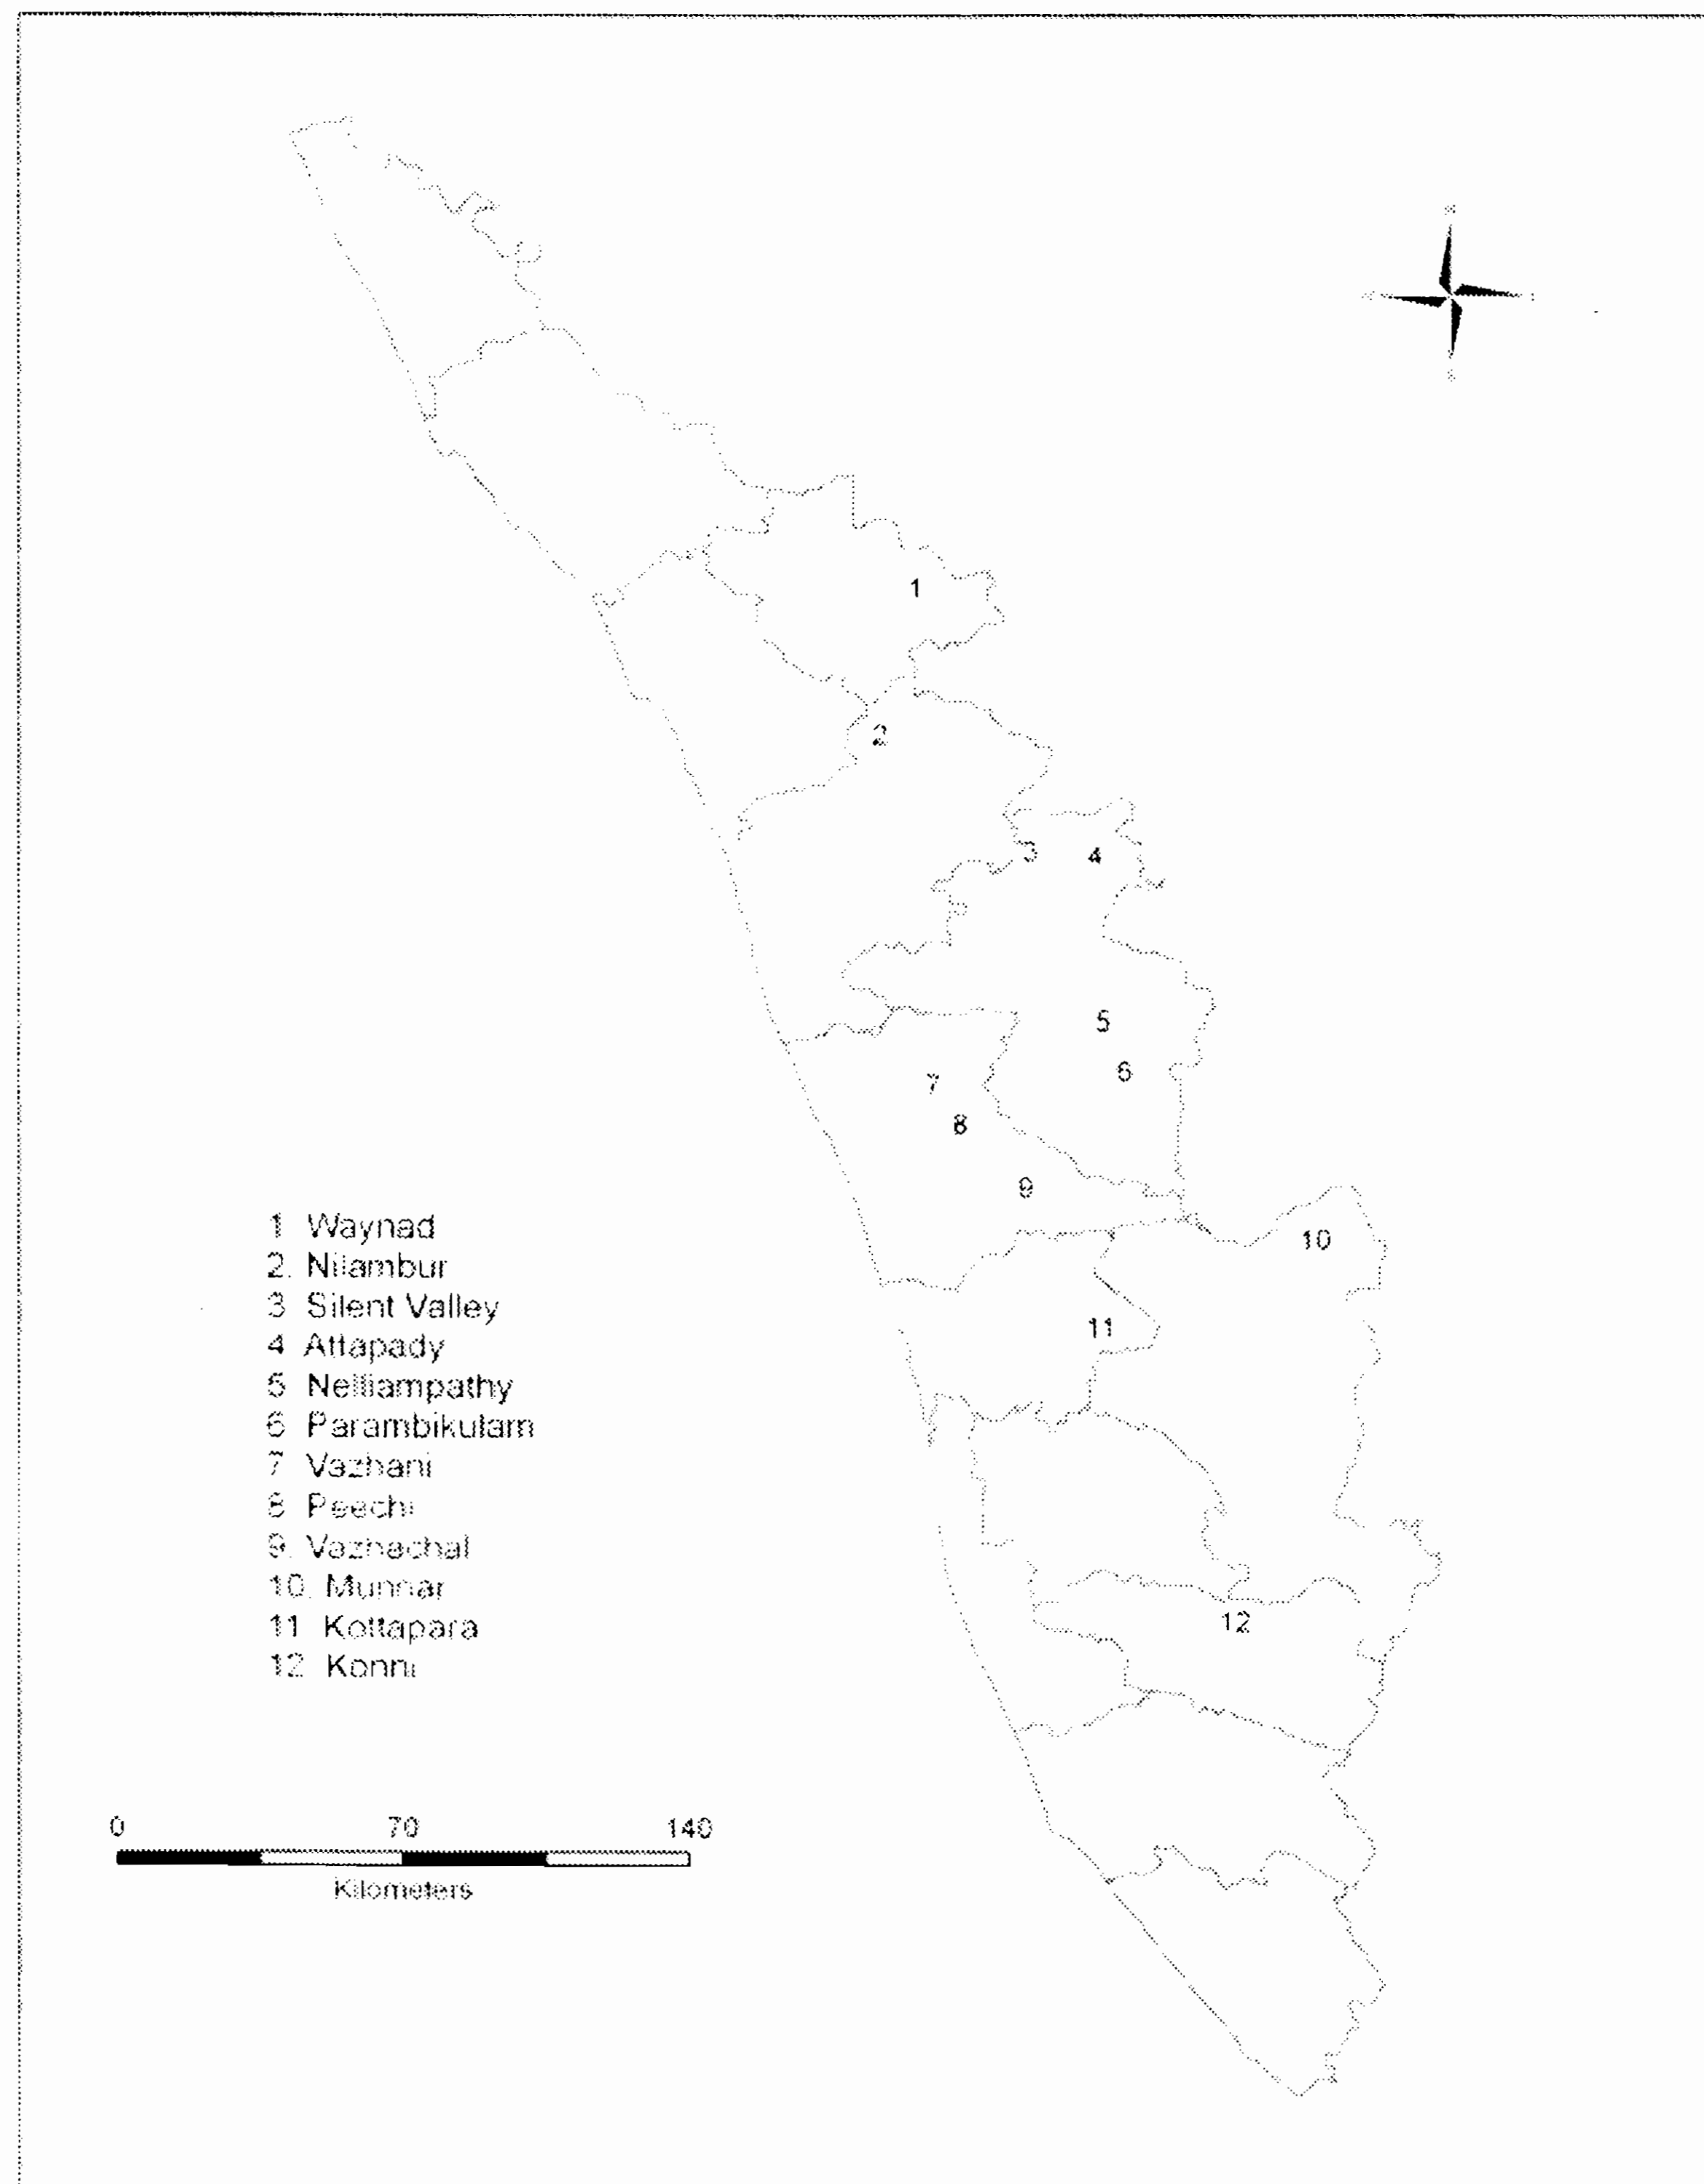 1
2
3
4
5
6
7
8
9
10
11
12
1 Waynad
2. Nilambur
3 Silent Valley
4 Attapady
5 Nelliampathy
6 Parambikulam
7 Vazhani
8 Peechi
9. Vazhachal
10. Munnar
11 Kottapara
12 Konni
0 70 140
Kilometers